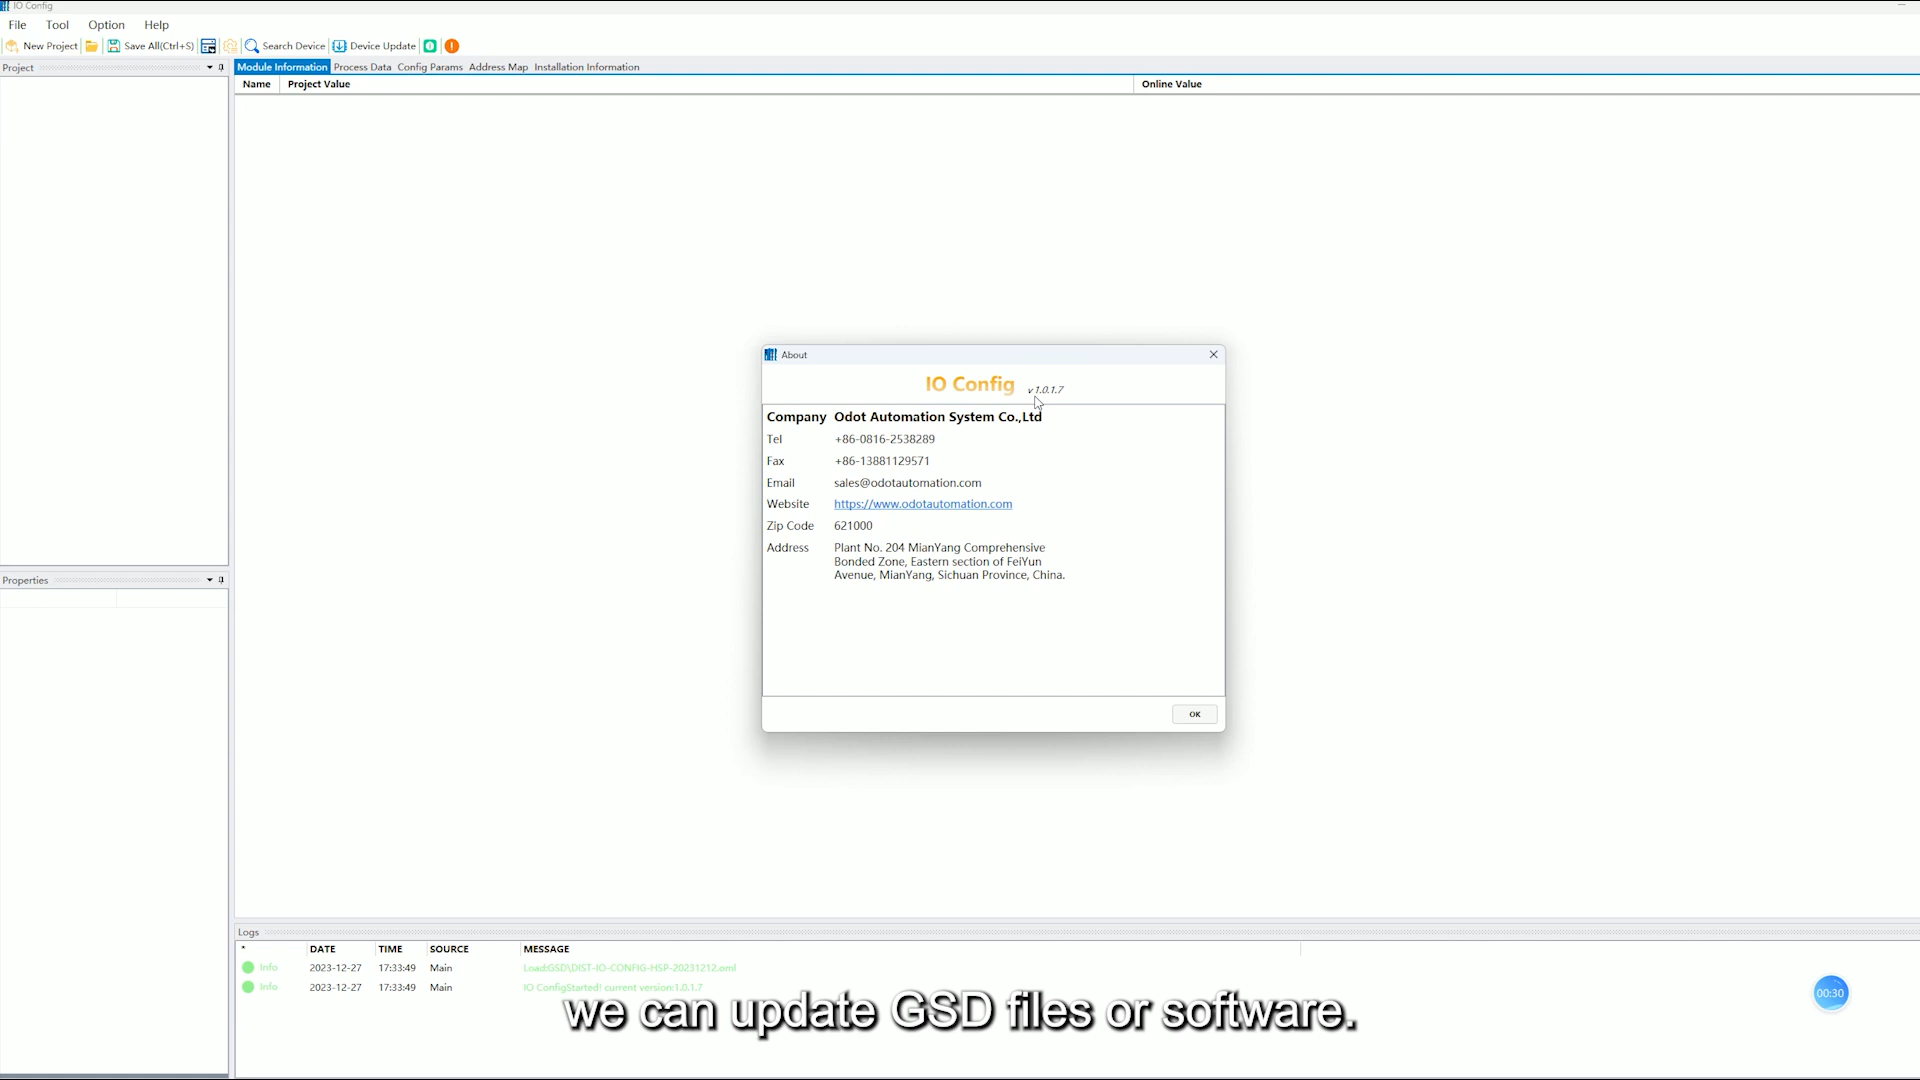 IO Config
File Tool Option Help
New Project Save All(Ctrl+S) Search Device Device Update
Project
Module Information Process Data Config Params Address Map Installation Information
Name Project Value Online Value
About
IO Config v 1.0.1.7
Company Odot Automation System Co.,Ltd
Tel +86-0816-2538289
Fax +86-13881129571
Email sales@odotautomation.com
Website https://www.odotautomation.com
Zip Code 621000
Address Plant No. 204 MianYang Comprehensive
Bonded Zone, Eastern section of FeiYun
Avenue, MianYang, Sichuan Province, China.
OK
Properties
Logs
* DATE TIME SOURCE MESSAGE
Info 2023-12-27 17:33:49 Main Load:GSD\DIST-IO-CONFIG-HSP-20231212.oml
Info 2023-12-27 17:33:49 Main IO ConfigStarted! current version:1.0.1.7
00:30
we can update GSD files or software.